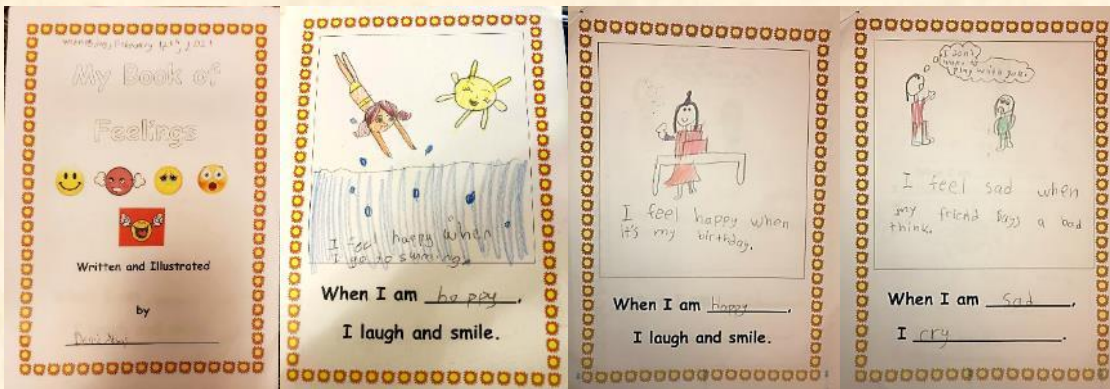 My Book of
Feelings
Written and Illustrated
by
I feel happy when
I go to swiming.
When I am happy,
I laugh and smile.
I feel happy when
It's my birthday.
When I am Happy,
I laugh and smile.
I don't
want to
play with you.
I feel sad when
my friend says a bad
think.
When I am sad,
I cry.